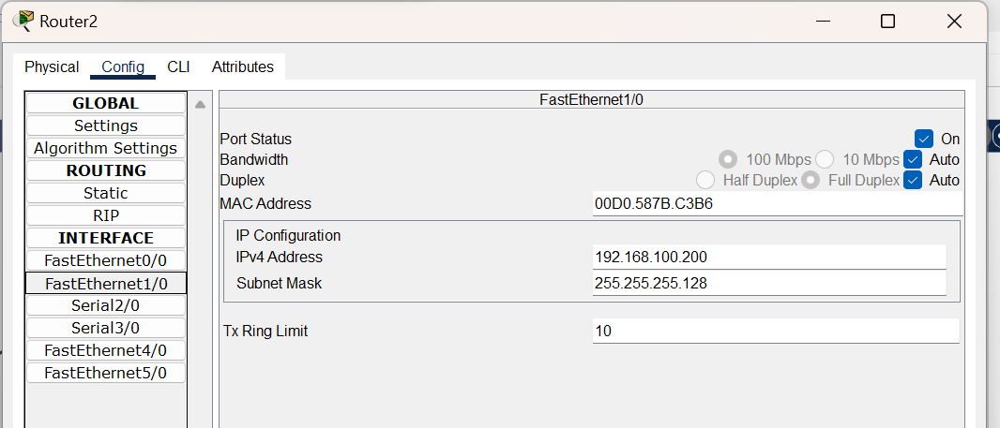 Router2
Physical Config CLI Attributes
GLOBAL
Settings
Algorithm Settings
ROUTING
Static
RIP
INTERFACE
FastEthernet0/0
FastEthernet1/0
Serial2/0
Serial3/0
FastEthernet4/0
FastEthernet5/0
FastEthernet1/0
Port Status On
Bandwidth 100 Mbps 10 Mbps Auto
Duplex Half Duplex Full Duplex Auto
MAC Address 00D0.587B.C3B6
IP Configuration
IPv4 Address 192.168.100.200
Subnet Mask 255.255.255.128
Tx Ring Limit 10